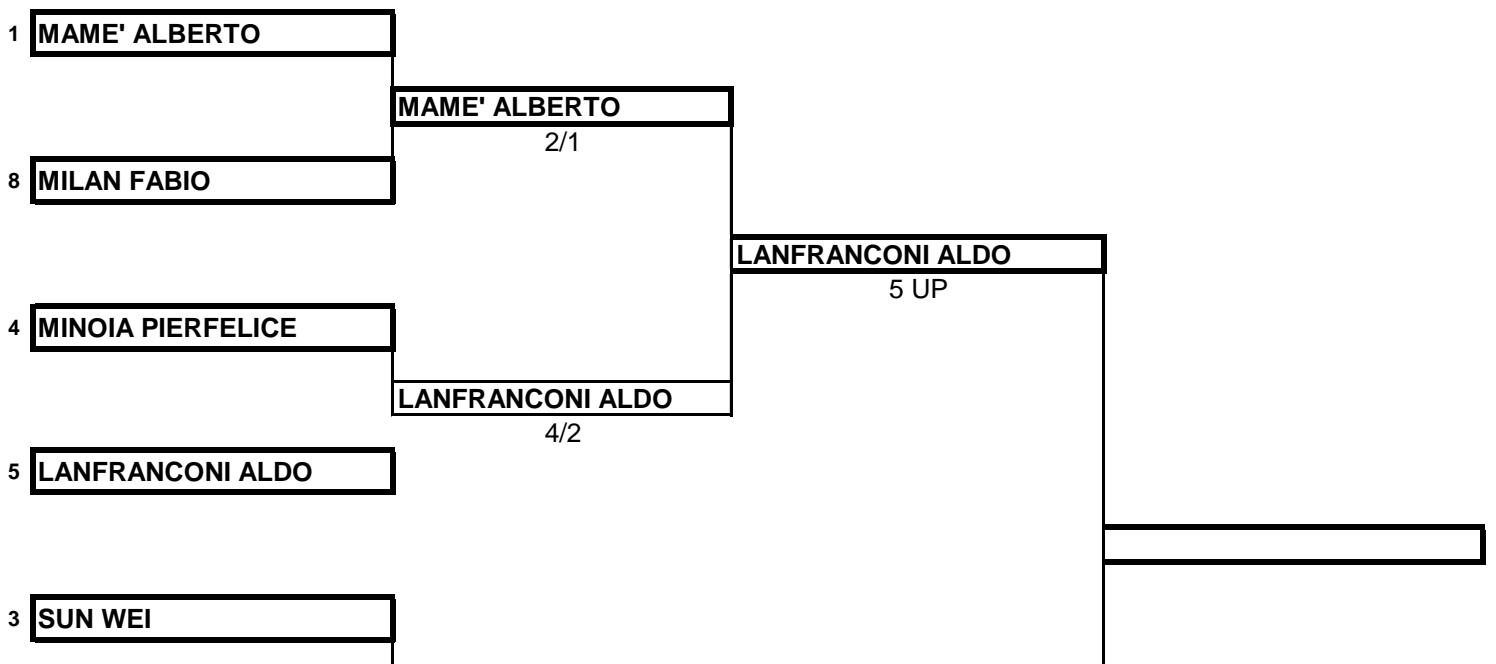 1 MAME' ALBERTO
MAME' ALBERTO
2/1
8 MILAN FABIO
LANFRANCONI ALDO
5 UP
4 MINOIA PIERFELICE
LANFRANCONI ALDO
4/2
5 LANFRANCONI ALDO
3 SUN WEI